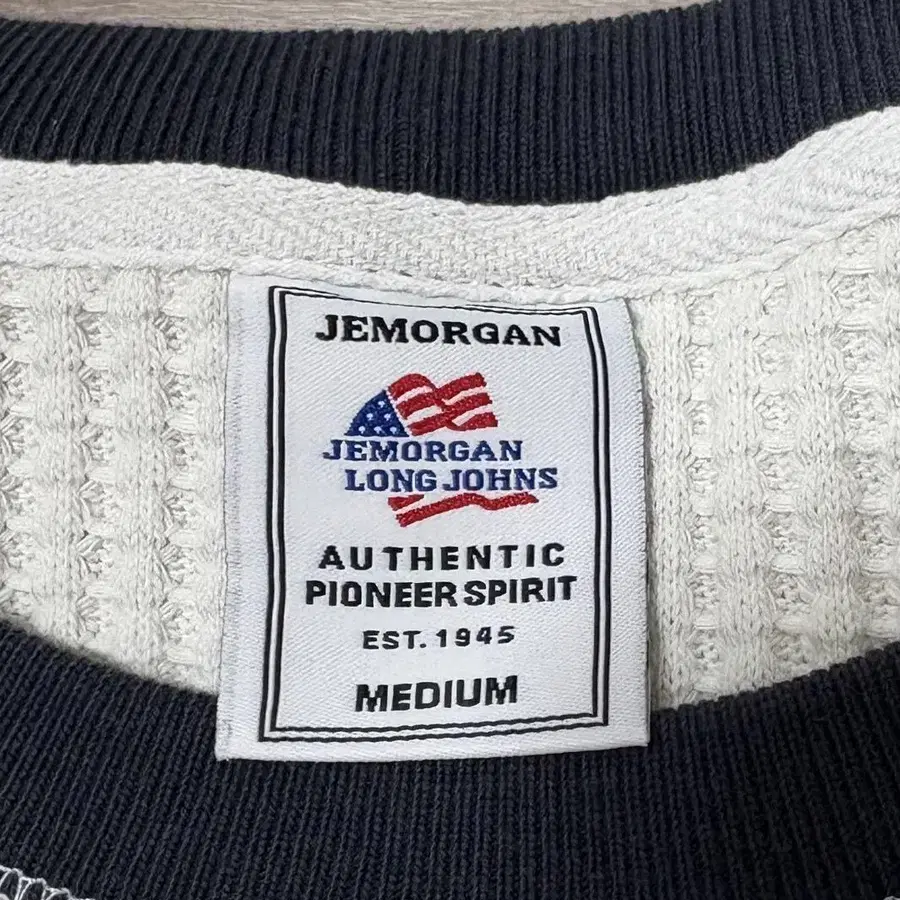 JEMORGAN
JEMORGAN
LONG JOHNS
AUTHENTIC
PIONEER SPIRIT
EST. 1945
MEDIUM